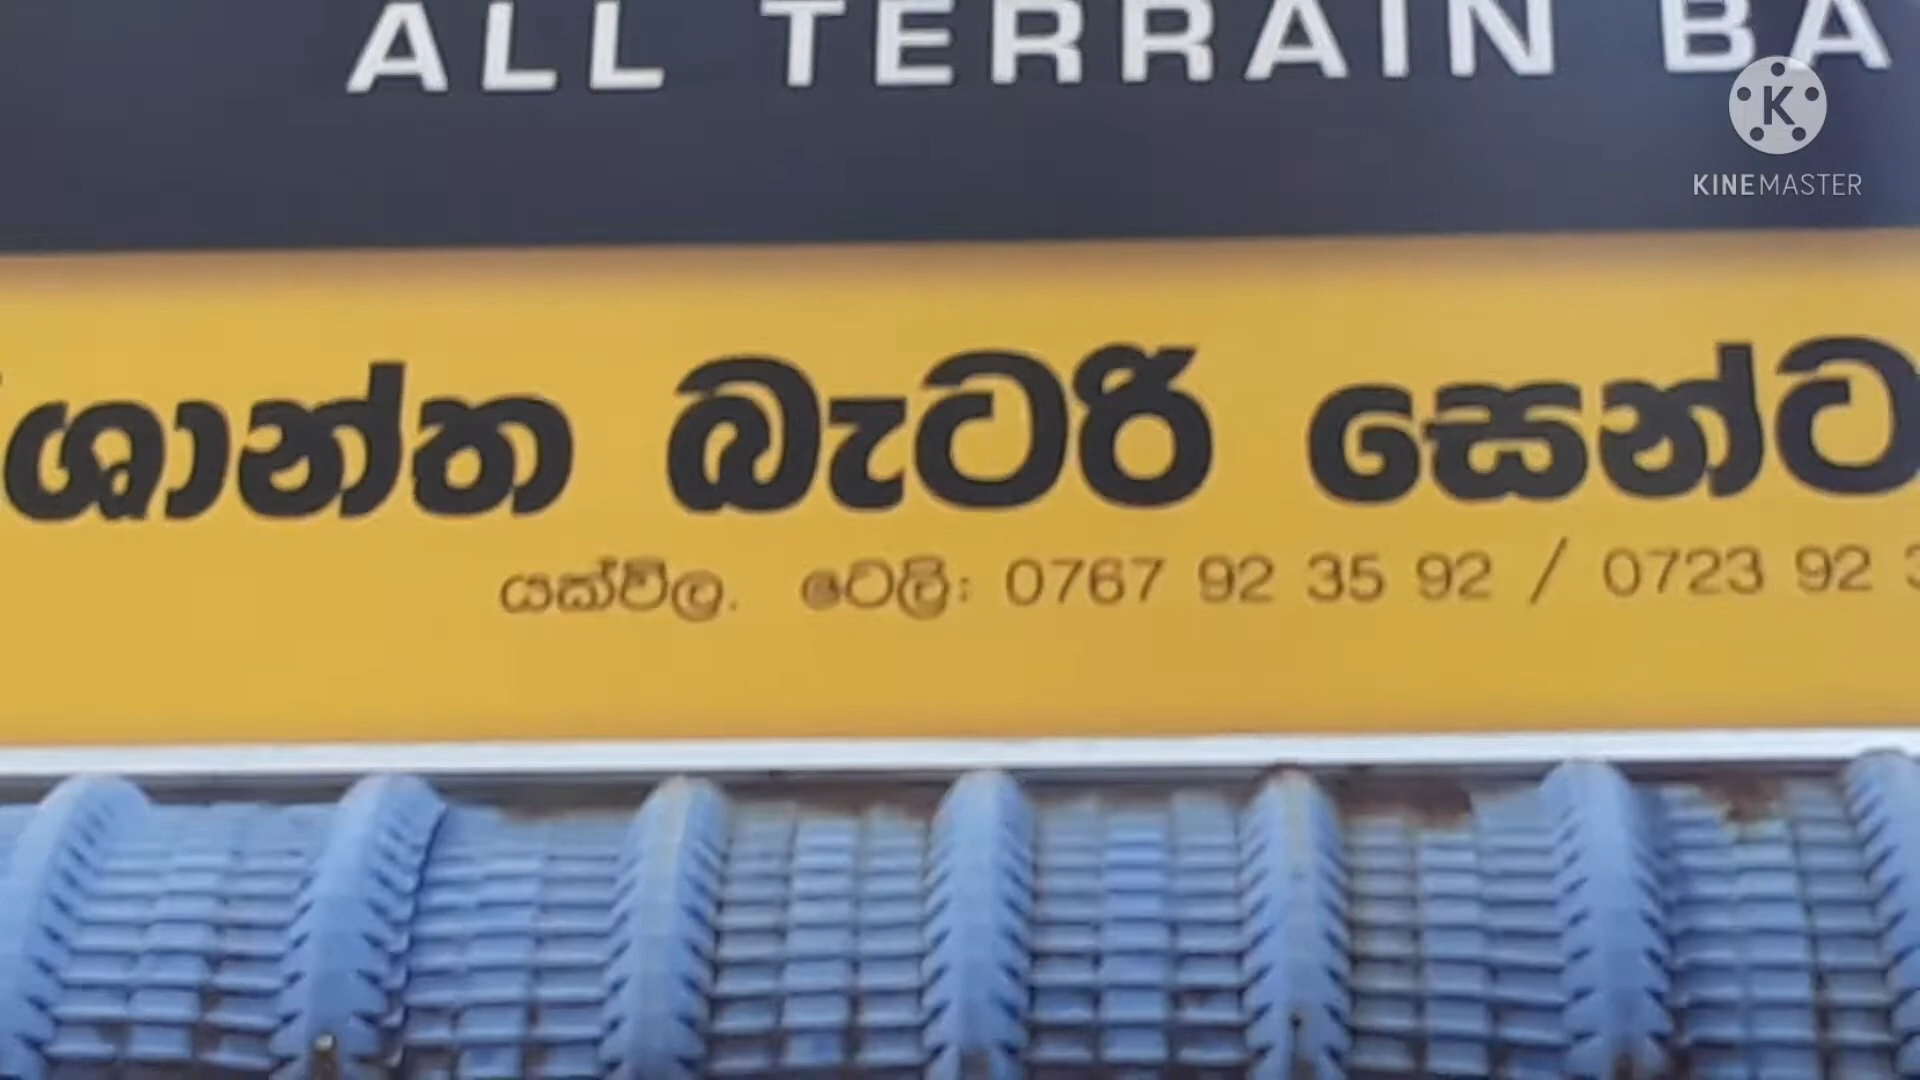 ALL TERRAIN BA
ශාන්ත බැටරි සෙන්ට
යක්විල. ටෙලි: 0767 92 35 92 / 0723 92
K
KINEMASTER